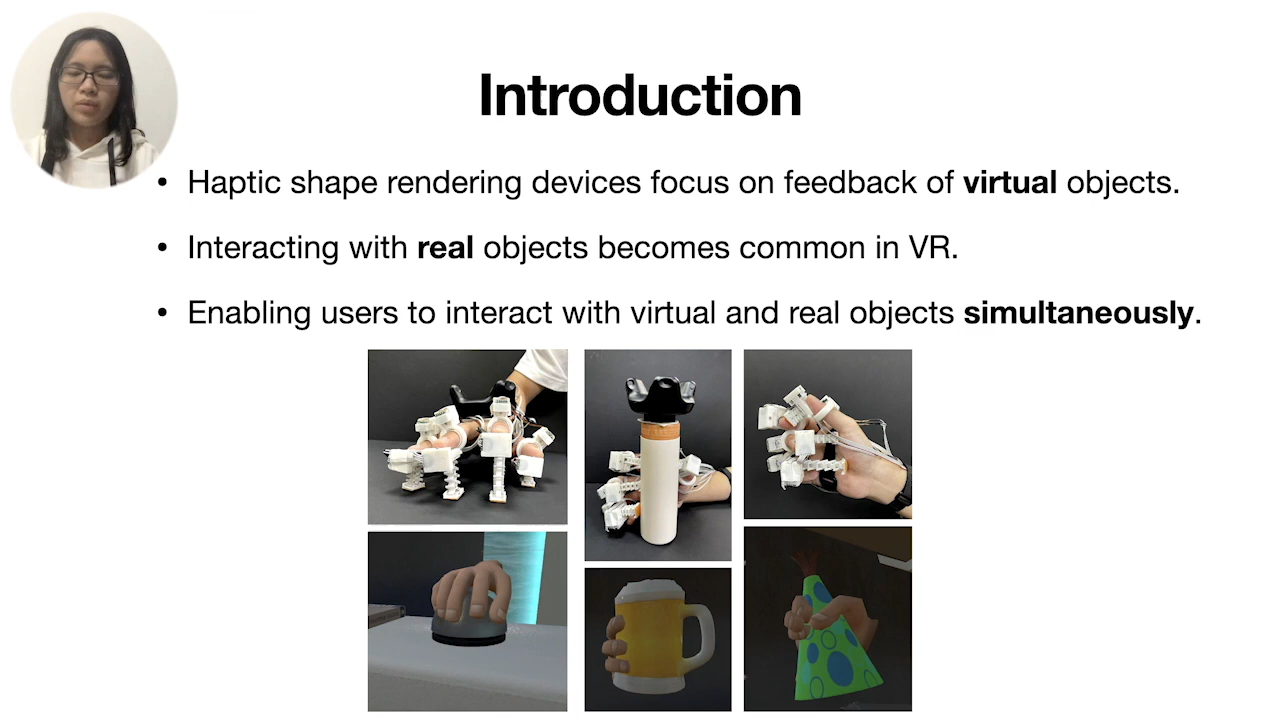 Introduction
• Haptic shape rendering devices focus on feedback of virtual objects.
• Interacting with real objects becomes common in VR.
• Enabling users to interact with virtual and real objects simultaneously.